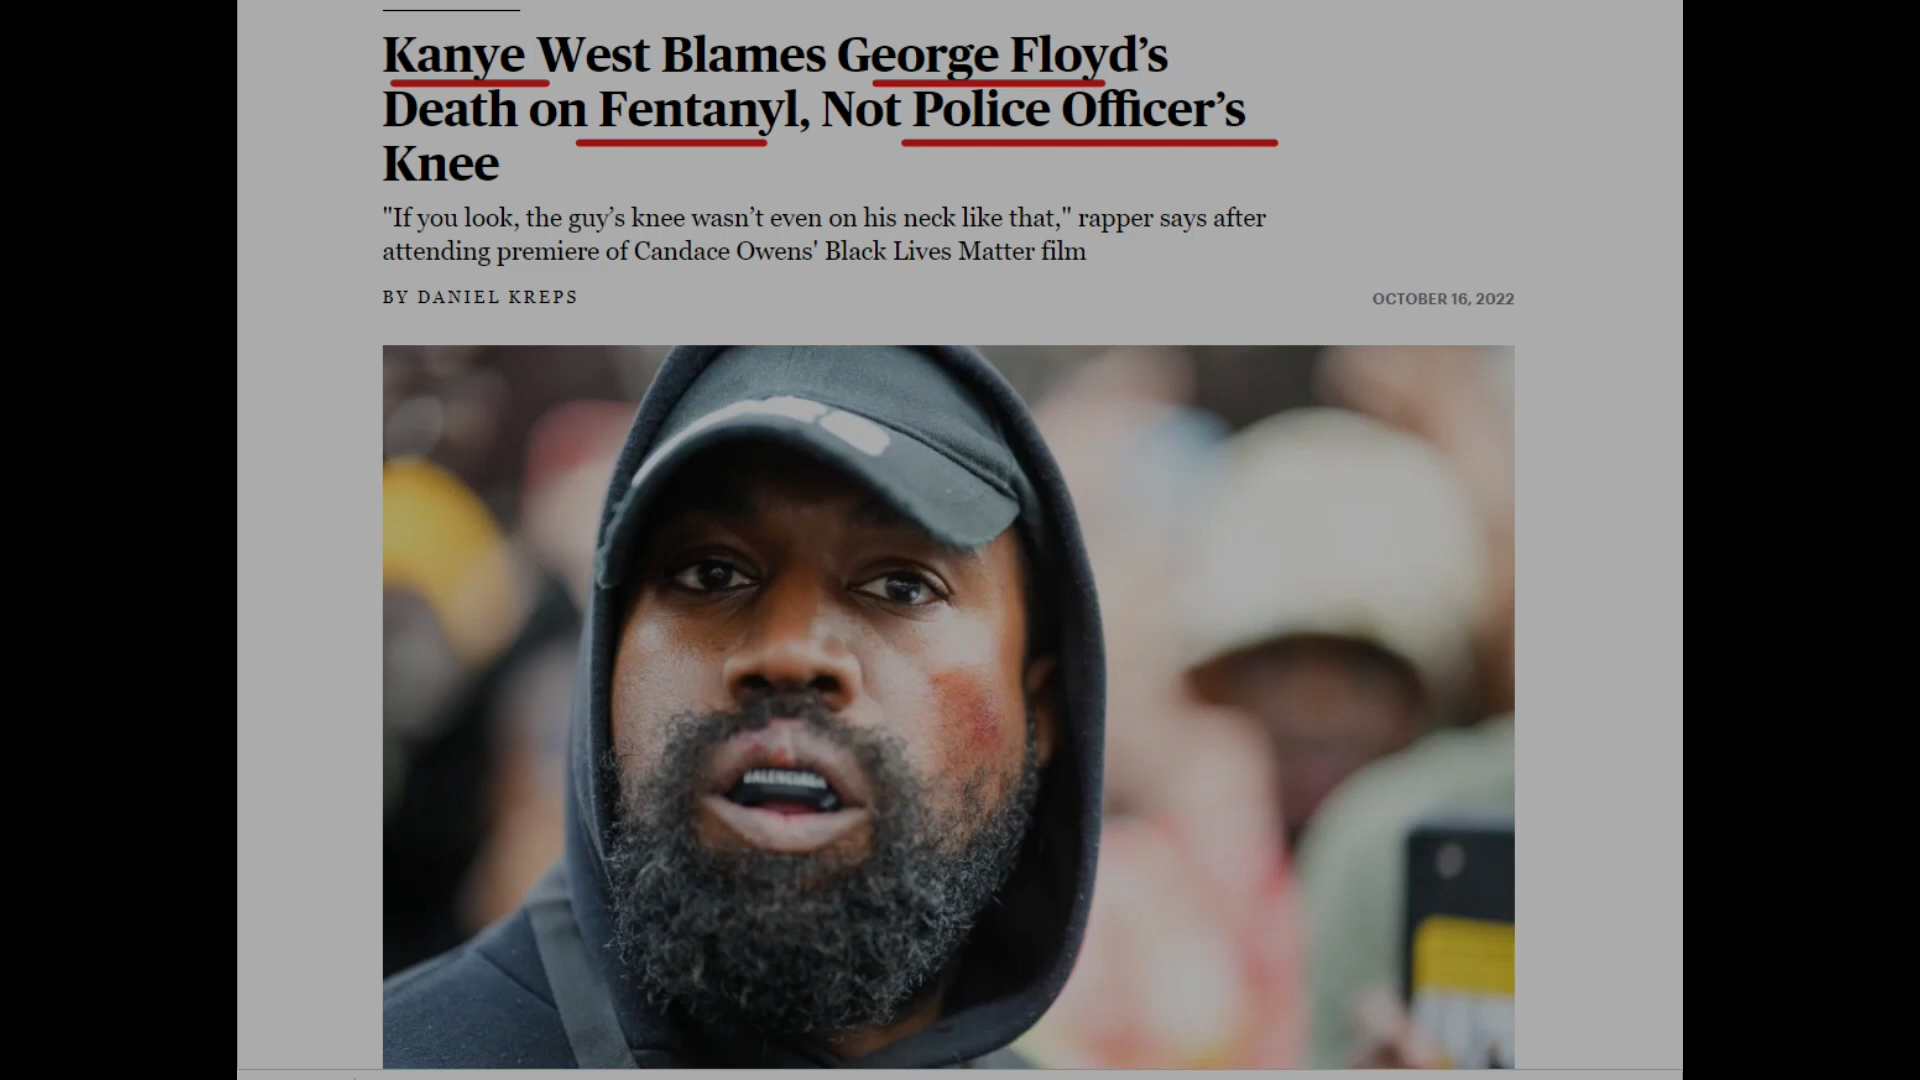 Kanye West Blames George Floyd’s
Death on Fentanyl, Not Police Officer’s
Knee
"If you look, the guy’s knee wasn’t even on his neck like that," rapper says after
attending premiere of Candace Owens' Black Lives Matter film
BY DANIEL KREPS
OCTOBER 16, 2022